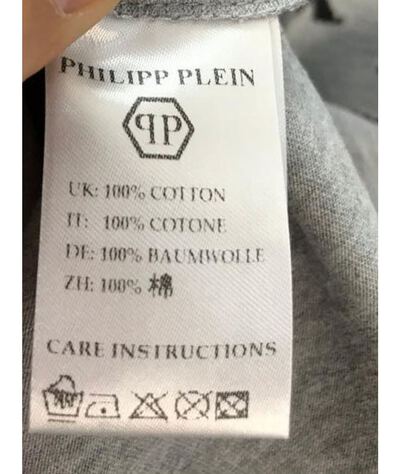 PHILIPP PLEIN
PP
UK: 100% COTTON
IT: 100% COTONE
DE: 100% BAUMWOLLE
ZH: 100% 棉
CARE INSTRUCTIONS